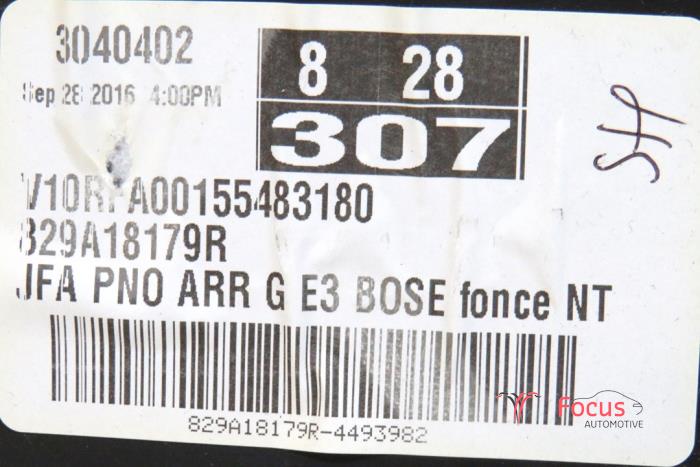 3040402
8 28
Sep 28 2016 4:00PM
307
V10RFA00155483180
829A18179R
JFA PNO ARR G E3 BOSE fonce NT
829A18179R-4493982
Focus
AUTOMOTIVE